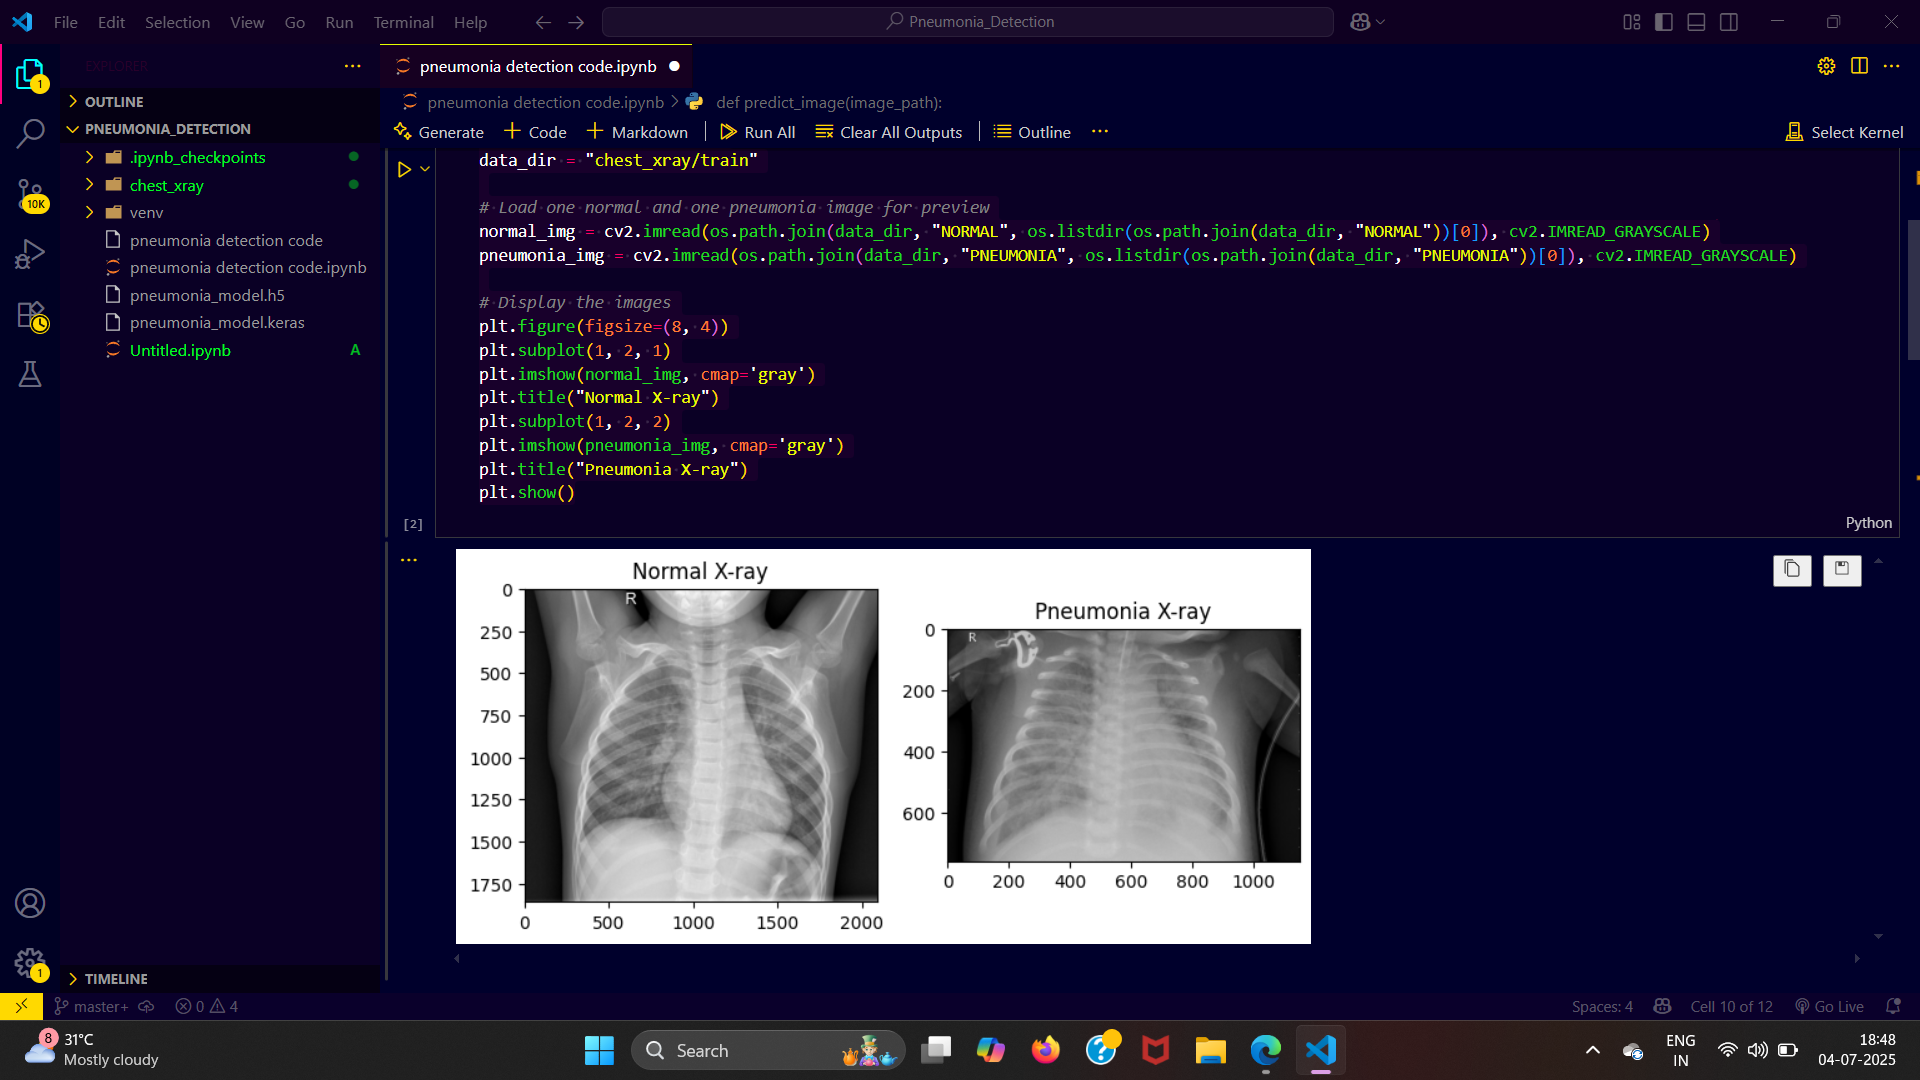 File Edit Selection View Go Run Terminal Help
Pneumonia_Detection
EXPLORER
1
OUTLINE
PNEUMONIA_DETECTION
.ipynb_checkpoints
chest_xray
venv
pneumonia detection code
pneumonia detection code.ipynb
pneumonia_model.h5
pneumonia_model.keras
Untitled.ipynb A
10K
TIMELINE
1
pneumonia detection code.ipynb
pneumonia detection code.ipynb > def predict_image(image_path):
Generate + Code + Markdown | Run All Clear All Outputs | Outline ...
Select Kernel
data_dir = "chest_xray/train"
# Load one normal and one pneumonia image for preview
normal_img = cv2.imread(os.path.join(data_dir, "NORMAL", os.listdir(os.path.join(data_dir, "NORMAL"))[0]), cv2.IMREAD_GRAYSCALE)
pneumonia_img = cv2.imread(os.path.join(data_dir, "PNEUMONIA", os.listdir(os.path.join(data_dir, "PNEUMONIA"))[0]), cv2.IMREAD_GRAYSCALE)
# Display the images
plt.figure(figsize=(8, 4))
plt.subplot(1, 2, 1)
plt.imshow(normal_img, cmap='gray')
plt.title("Normal X-ray")
plt.subplot(1, 2, 2)
plt.imshow(pneumonia_img, cmap='gray')
plt.title("Pneumonia X-ray")
plt.show()
[2]
Python
Normal X-ray
R
0
250
500
750
1000
1250
1500
1750
0 500 1000 1500 2000
Pneumonia X-ray
R
0
200
400
600
0 200 400 600 800 1000
master+ 0 4
Spaces: 4 Cell 10 of 12 Go Live
8
31°C
Mostly cloudy
Search
ENG
IN
18:48
04-07-2025